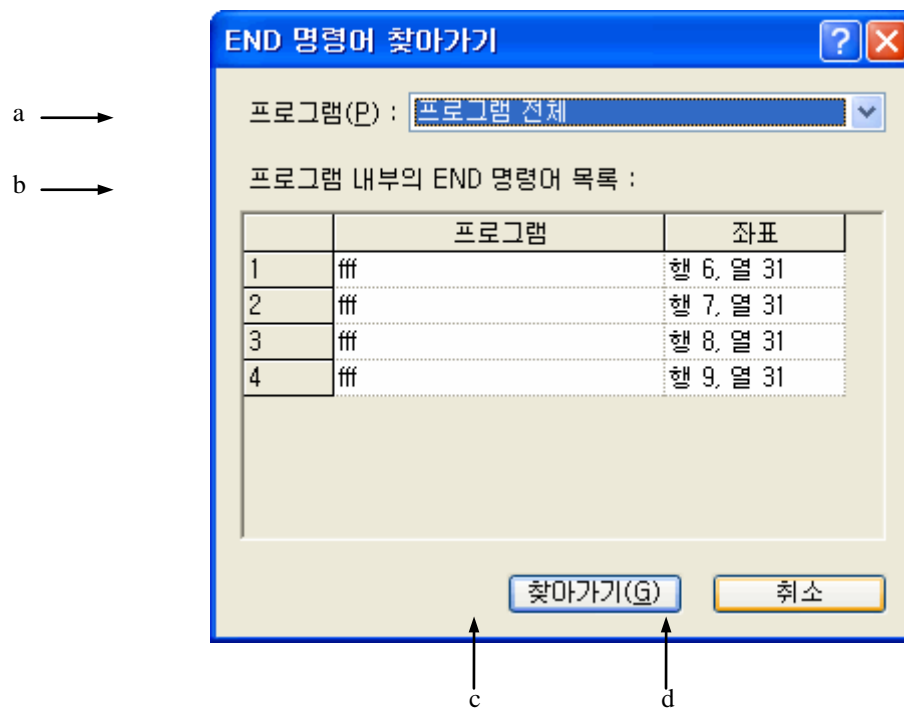 END 명령어 찾아가기
a 프로그램(P) : 프로그램 전체
b 프로그램 내부의 END 명령어 목록 :
프로그램 좌표
1 fff 행 6, 열 31
2 fff 행 7, 열 31
3 fff 행 8, 열 31
4 fff 행 9, 열 31
찾아가기(G) 취소
c d